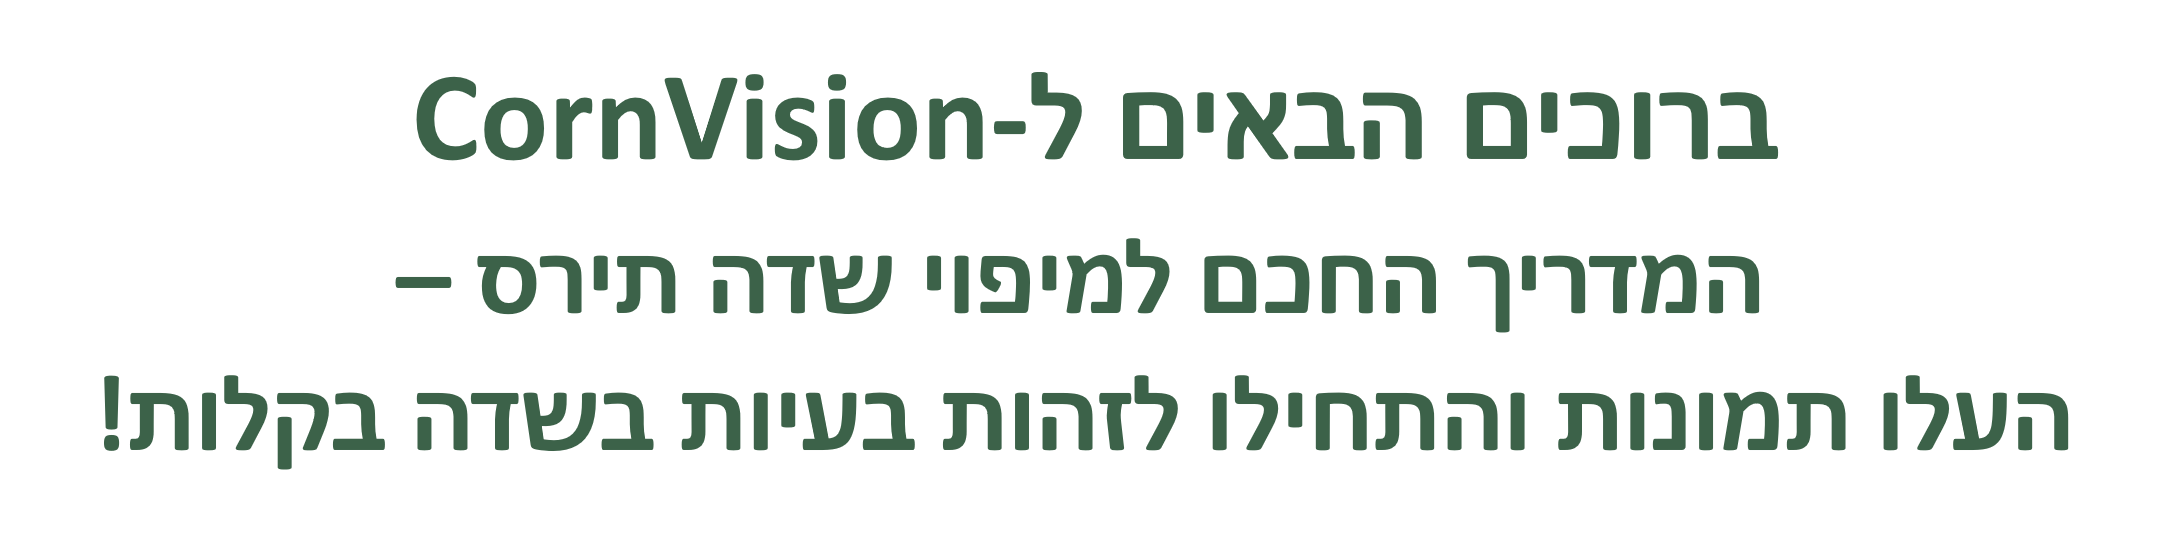 ברוכים הבאים ל-CornVision
המדריך החכם למיפוי שדה תירס –
העלו תמונות והתחילו לזהות בעיות בשדה בקלות!